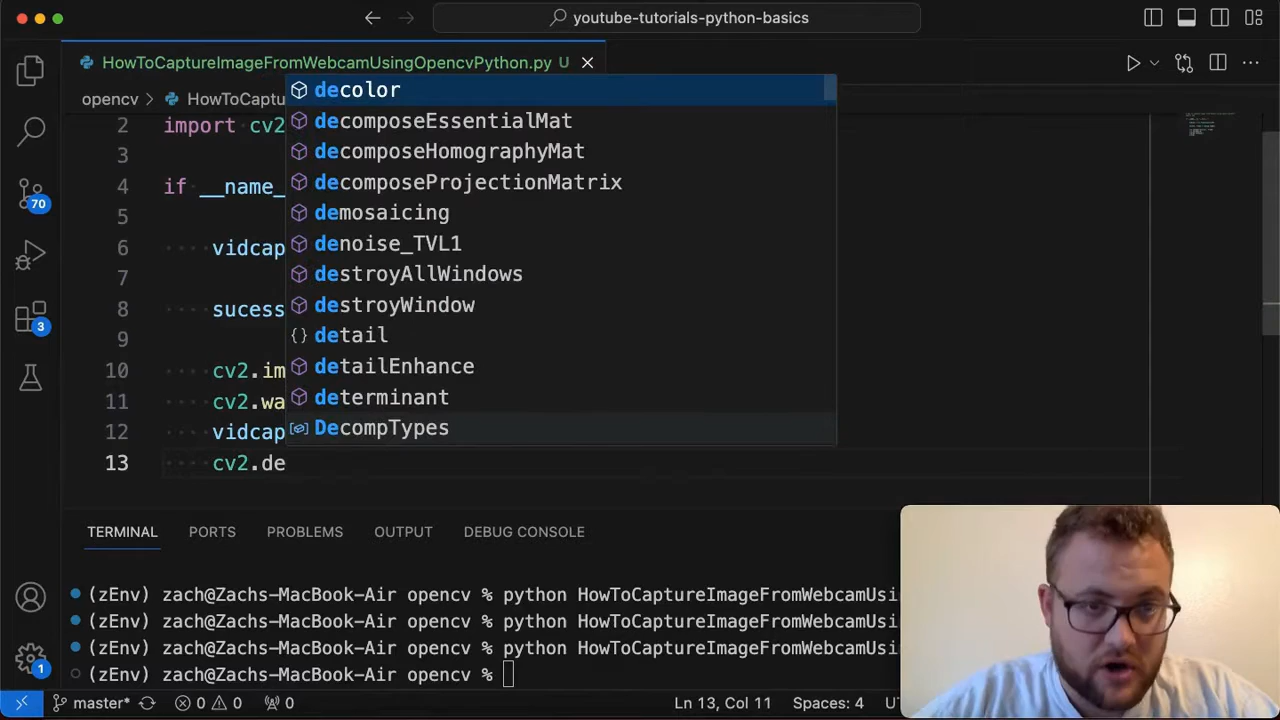 youtube-tutorials-python-basics
HowToCaptureImageFromWebcamUsingOpencvPython.py U
opencv > HowToCaptu
2 import cv2
3
4 if __name_
5
6 vidcap
7
8 sucess
9
10 cv2.im
11 cv2.wa
12 vidcap
13 cv2.de
decolor
decomposeEssentialMat
decomposeHomographyMat
decomposeProjectionMatrix
demosaicing
denoise_TVL1
destroyAllWindows
destroyWindow
detail
detailEnhance
determinant
DecompTypes
70
3
1
TERMINAL PORTS PROBLEMS OUTPUT DEBUG CONSOLE
(zEnv) zach@Zachs-MacBook-Air opencv % python HowToCaptureImageFromWebcamUsi
(zEnv) zach@Zachs-MacBook-Air opencv % python HowToCaptureImageFromWebcamUsi
(zEnv) zach@Zachs-MacBook-Air opencv % python HowToCaptureImageFromWebcamUsi
(zEnv) zach@Zachs-MacBook-Air opencv %
master* 0 0 0 Ln 13, Col 11 Spaces: 4 U